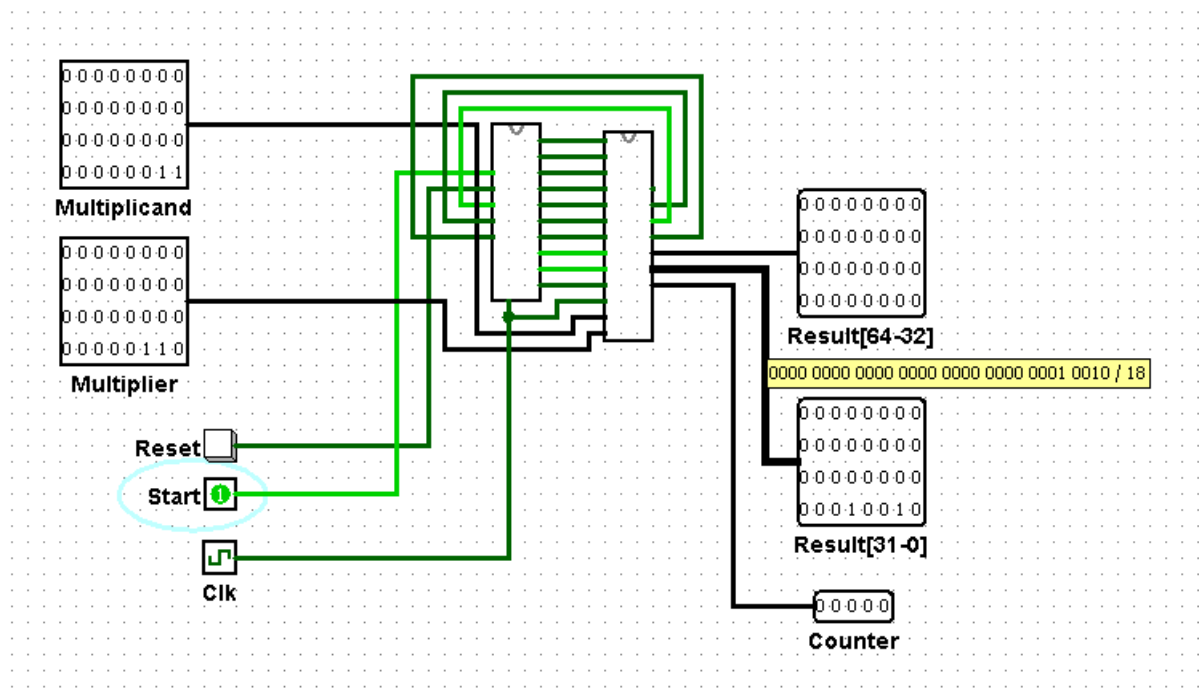 0 0 0 0 0 0 0 0
0 0 0 0 0 0 0 0
0 0 0 0 0 0 0 0
0 0 0 0 0 0 1 1
Multiplicand
0 0 0 0 0 0 0 0
0 0 0 0 0 0 0 0
0 0 0 0 0 0 0 0
0 0 0 0 0 1 1 0
Multiplier
Reset
Start 1
Clk
0 0 0 0 0 0 0 0
0 0 0 0 0 0 0 0
0 0 0 0 0 0 0 0
0 0 0 0 0 0 0 0
Result[64-32]
0000 0000 0000 0000 0000 0000 0001 0010 / 18
0 0 0 0 0 0 0 0
0 0 0 0 0 0 0 0
0 0 0 0 0 0 0 0
0 0 0 1 0 0 1 0
Result[31-0]
0 0 0 0 0
Counter